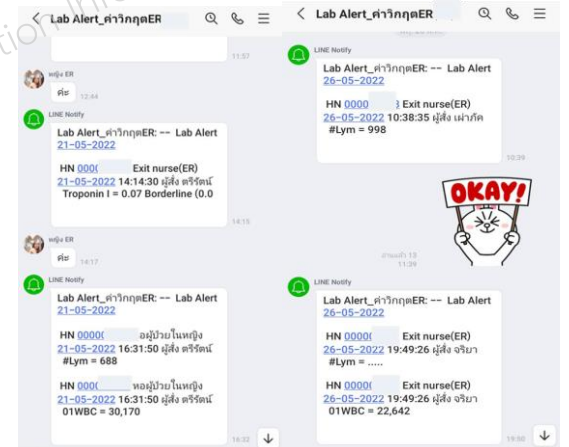 Lab Alert_ค่าวิกฤตER
11:57
หญิง ER
ค่ะ
12:44
LINE Notify
Lab Alert_ค่าวิกฤตER: -- Lab Alert
21-05-2022
HN 000( Exit nurse(ER)
21-05-2022 14:14:30 ผู้สั่ง ตรีรัตน์
Troponin I = 0.07 Borderline (0.0
14:15
หญิง ER
ค่ะ
14:17
LINE Notify
Lab Alert_ค่าวิกฤตER: -- Lab Alert
21-05-2022
HN 0000( อผู้ป่วยในหญิง
21-05-2022 16:31:50 ผู้สั่ง ตรีรัตน์
#Lym = 688
HN 000( หอผู้ป่วยในหญิง
21-05-2022 16:31:50 ผู้สั่ง ตรีรัตน์
01WBC = 30,170
16:32
Lab Alert_ค่าวิกฤตER
LINE Notify
Lab Alert_ค่าวิกฤตER: -- Lab Alert
26-05-2022
HN 0000 Exit nurse(ER)
26-05-2022 10:38:35 ผู้สั่ง เผ่าภัค
#Lym = 998
10:39
OKAY!
อ่านแล้ว 13
11:39
LINE Notify
Lab Alert_ค่าวิกฤตER: -- Lab Alert
26-05-2022
HN 0000( Exit nurse(ER)
26-05-2022 19:49:26 ผู้สั่ง จริยา
#Lym = .....
HN 0000( Exit nurse(ER)
26-05-2022 19:49:26 ผู้สั่ง จริยา
01WBC = 22,642
19:50